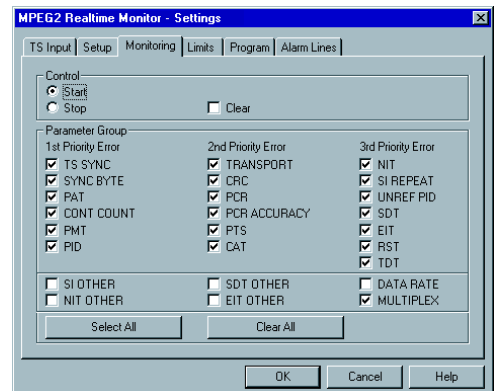 MPEG2 Realtime Monitor - Settings
TS Input Setup Monitoring Limits Program Alarm Lines
Control
Start
Stop Clear
Parameter Group
1st Priority Error 2nd Priority Error 3rd Priority Error
TS SYNC TRANSPORT NIT
SYNC BYTE CRC SI REPEAT
PAT PCR UNREF PID
CONT COUNT PCR ACCURACY SDT
PMT PTS EIT
PID CAT RST
TDT
SI OTHER SDT OTHER DATA RATE
NIT OTHER EIT OTHER MULTIPLEX
Select All Clear All
OK Cancel Help